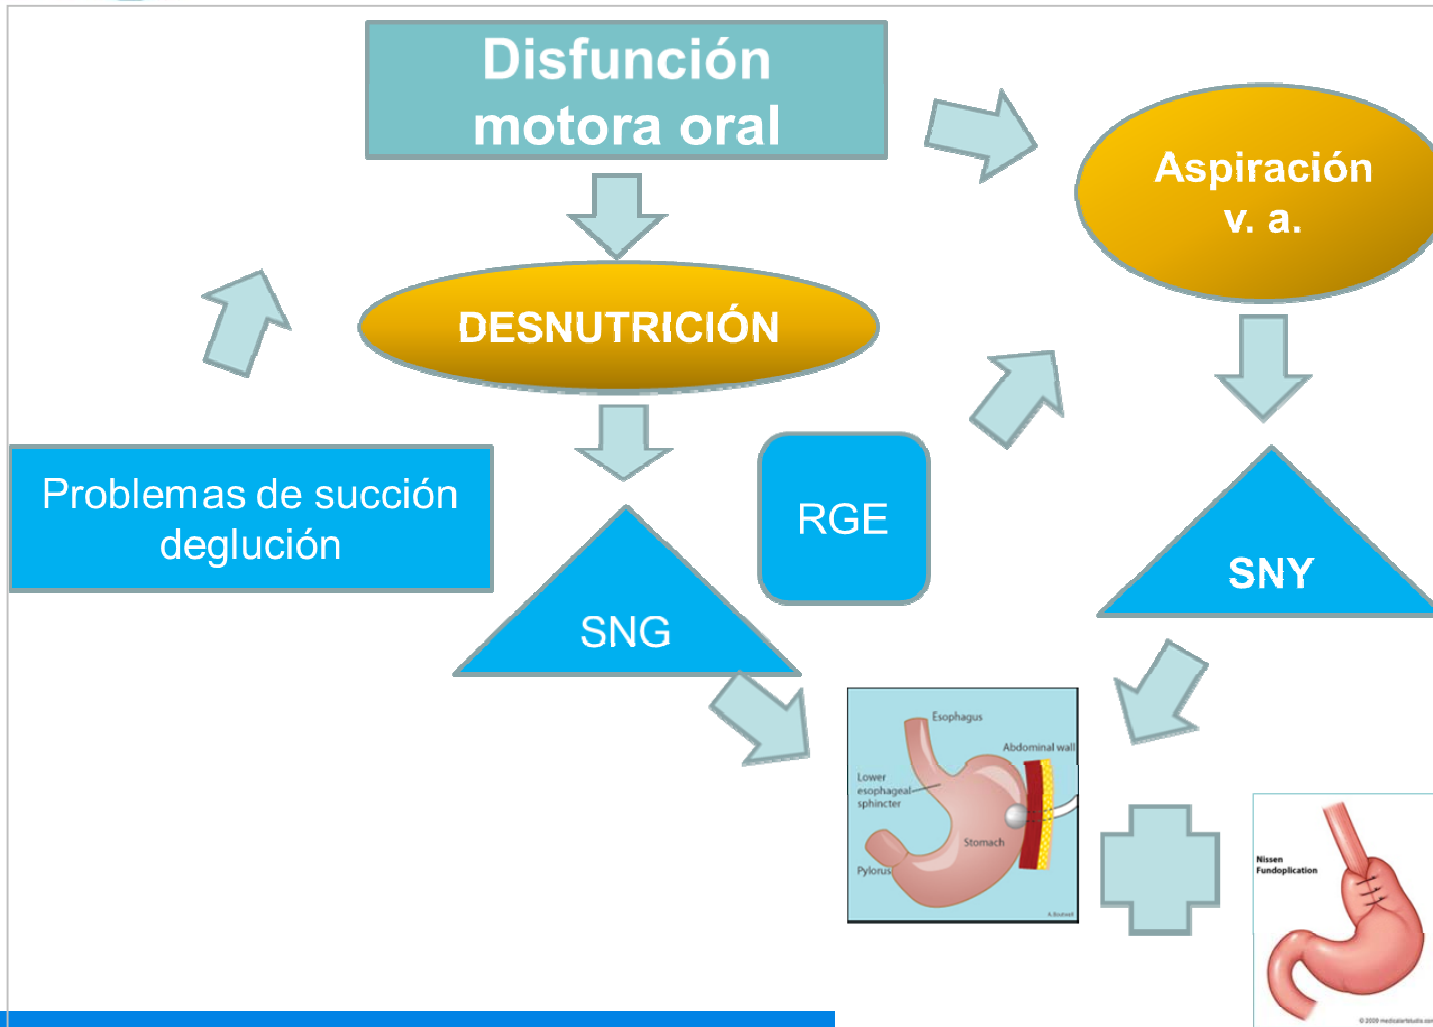 Disfunción
motora oral
Aspiración
v. a.
DESNUTRICIÓN
Problemas de succión
deglución
RGE
SNG
SNY
Esophagus
Abdominal wall
Lower
esophageal
sphincter
Stomach
Pylorus
Nissen
Fundoplication